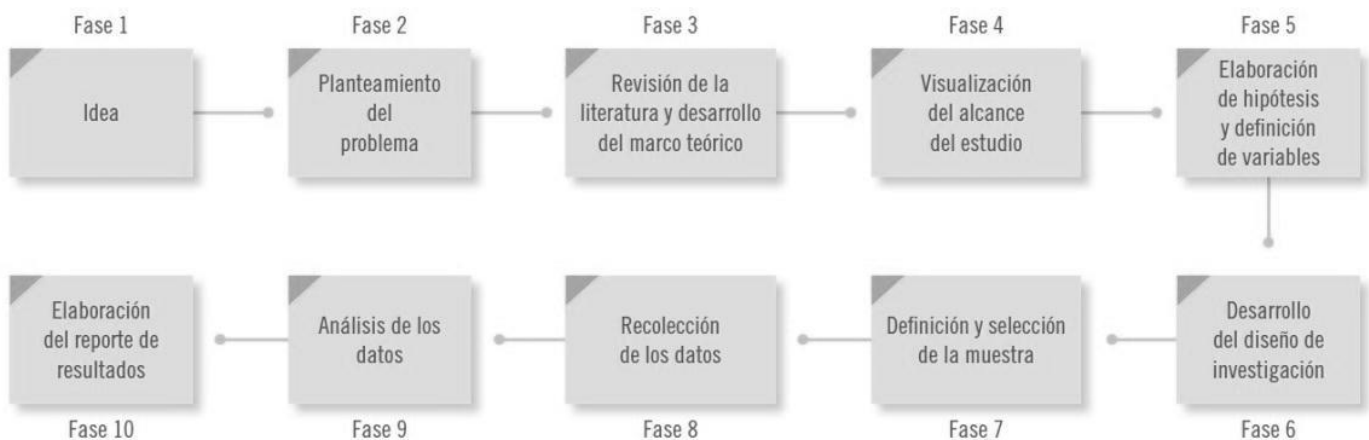 Fase 1
Idea
Fase 2
Planteamiento
del
problema
Fase 3
Revisión de la
literatura y desarrollo
del marco teórico
Fase 4
Visualización
del alcance
del estudio
Fase 5
Elaboración
de hipótesis
y definición
de variables
Desarrollo
del diseño de
investigación
Fase 6
Definición y selección
de la muestra
Fase 7
Recolección
de los datos
Fase 8
Análisis de los
datos
Fase 9
Elaboración
del reporte de
resultados
Fase 10